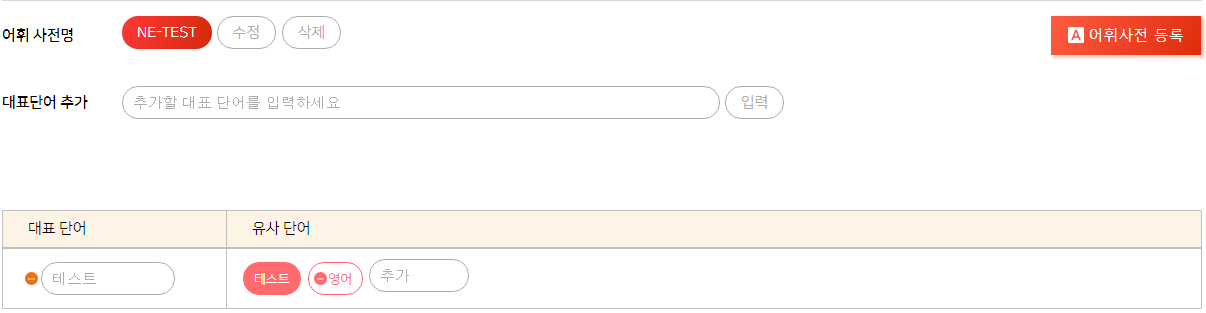 어휘 사전명 NE-TEST 수정 삭제 A 어휘사전 등록
대표단어 추가 추가할 대표 단어를 입력하세요 입력
대표 단어 유사 단어
테스트 테스트 영어 추가